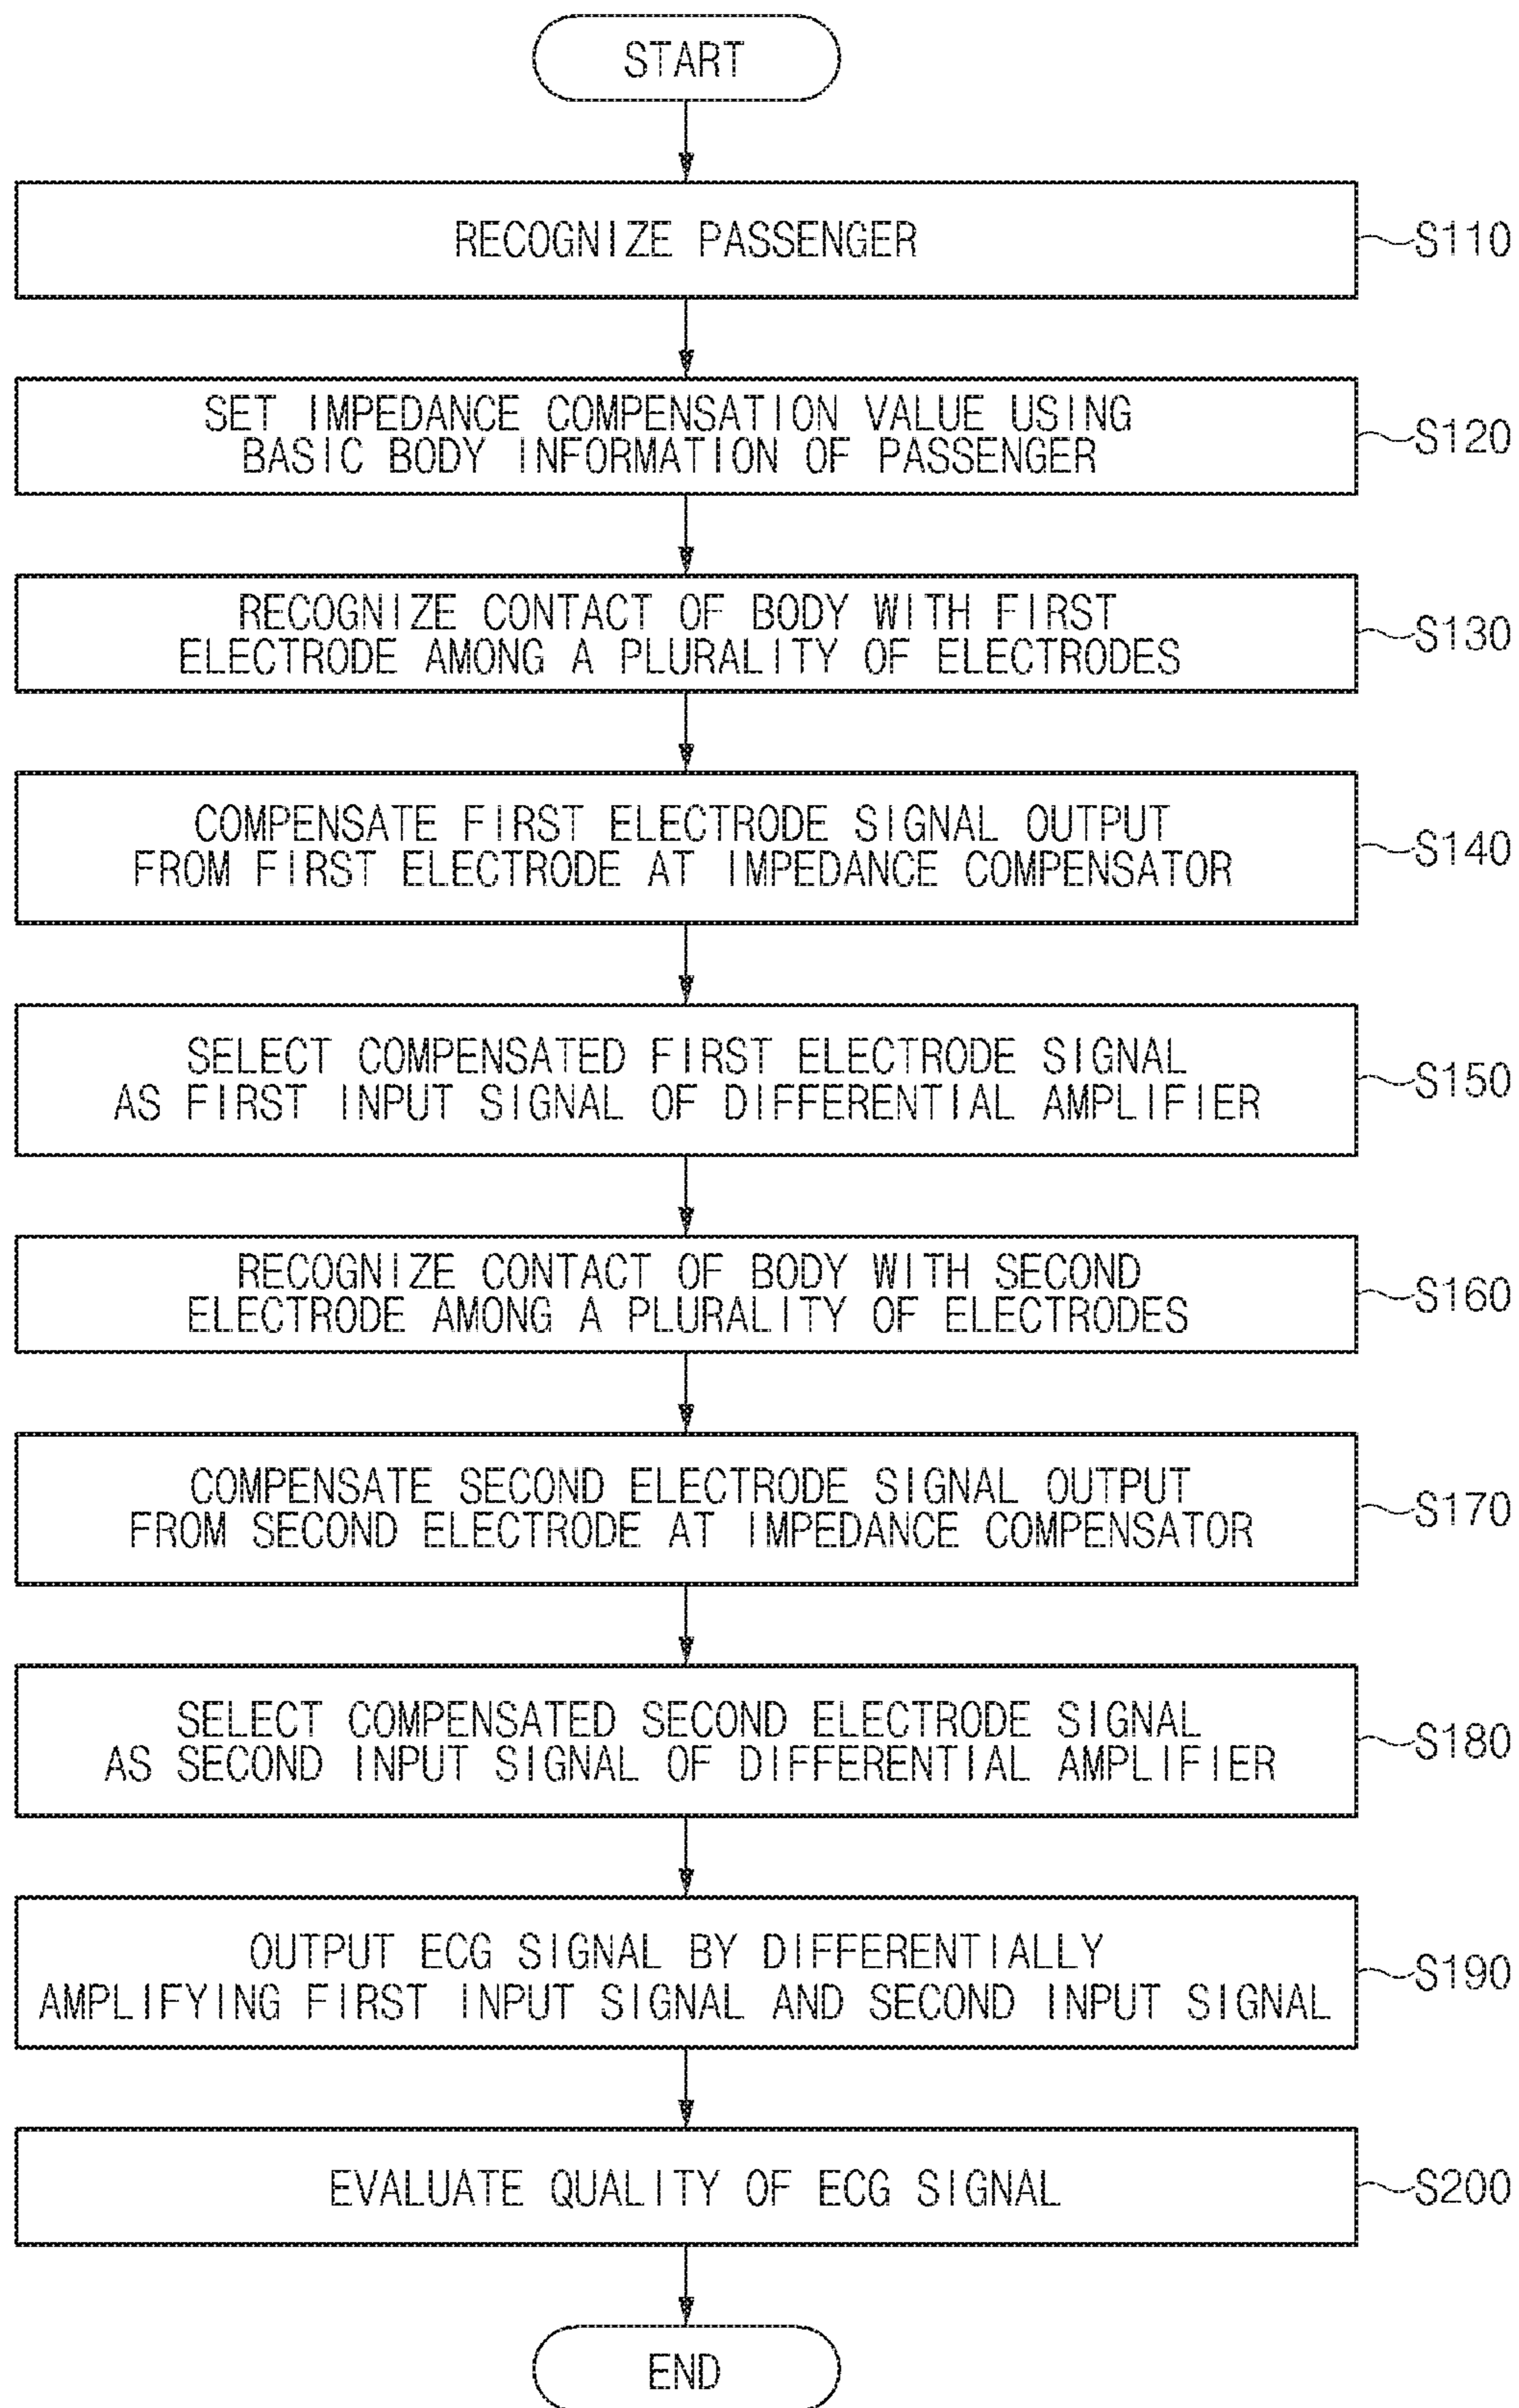 START
RECOGNIZE PASSENGER
S110
SET IMPEDANCE COMPENSATION VALUE USING
BASIC BODY INFORMATION OF PASSENGER
S120
RECOGNIZE CONTACT OF BODY WITH FIRST
ELECTRODE AMONG A PLURALITY OF ELECTRODES
S130
COMPENSATE FIRST ELECTRODE SIGNAL OUTPUT
FROM FIRST ELECTRODE AT IMPEDANCE COMPENSATOR
S140
SELECT COMPENSATED FIRST ELECTRODE SIGNAL
AS FIRST INPUT SIGNAL OF DIFFERENTIAL AMPLIFIER
S150
RECOGNIZE CONTACT OF BODY WITH SECOND
ELECTRODE AMONG A PLURALITY OF ELECTRODES
S160
COMPENSATE SECOND ELECTRODE SIGNAL OUTPUT
FROM SECOND ELECTRODE AT IMPEDANCE COMPENSATOR
S170
SELECT COMPENSATED SECOND ELECTRODE SIGNAL
AS SECOND INPUT SIGNAL OF DIFFERENTIAL AMPLIFIER
S180
OUTPUT ECG SIGNAL BY DIFFERENTIALLY
AMPLIFYING FIRST INPUT SIGNAL AND SECOND INPUT SIGNAL
S190
EVALUATE QUALITY OF ECG SIGNAL
S200
END